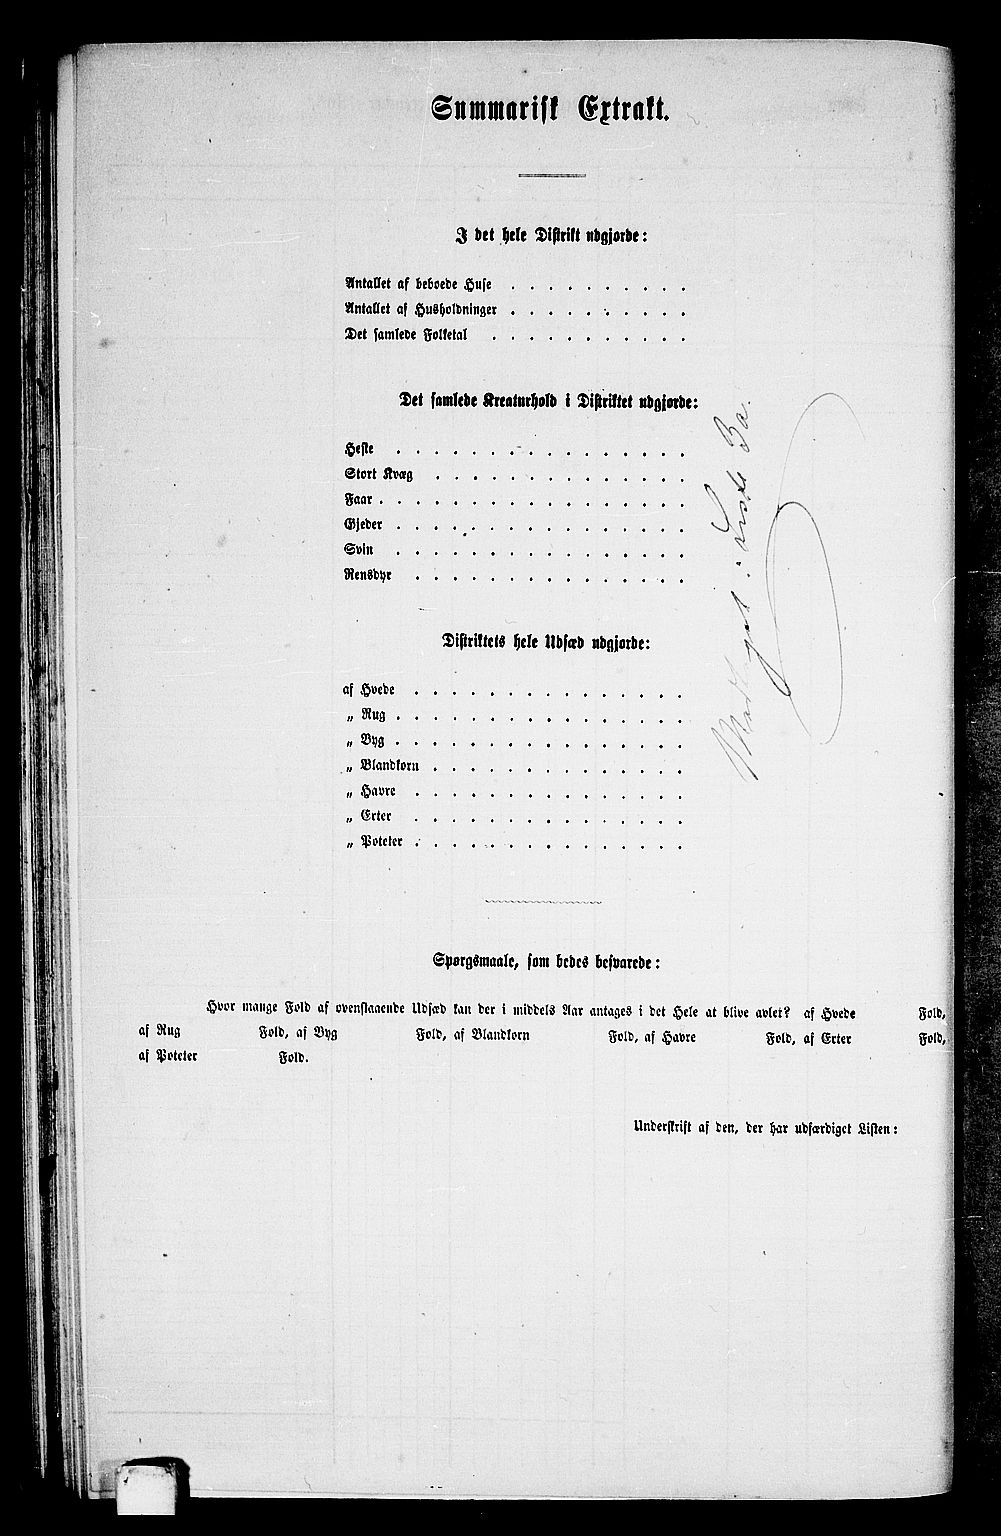 Summarisk Extrakt.
I det hele Distrikt udgjorde:
Antallet af beboede Huse . . . . . . . . . .
Antallet af Husholdninger . . . . . . . . . .
Det samlede Folketal . . . . . . . . . . .
Det samlede Kreaturhold i Distriktet udgjorde:
Heste . . . . . . . . . . . . . . . .
Stort Kvæg . . . . . . . . . . . . . .
Faar . . . . . . . . . . . . . . . . .
Gjeder . . . . . . . . . . . . . . . .
Svin . . . . . . . . . . . . . . . .
Rensdyr . . . . . . . . . . . . . . .
Distriktets hele Udsæd udgjorde:
af Hvede . . . . . . . . . . . . . . .
„ Rug . . . . . . . . . . . . . . . .
„ Byg . . . . . . . . . . . . . . . .
„ Blandkorn . . . . . . . . . . . . . .
„ Havre . . . . . . . . . . . . . . .
„ Erter . . . . . . . . . . . . . . .
„ Poteter . . . . . . . . . . . . . . .
Medtaget i Liste 3a.
Spørgsmaale, som bedes besvarede:
Hvor mange Fold af ovenstaaende Udsæd kan der i middels Aar antages i det Hele at blive avlet? af Hvede Fold,
af Rug Fold, af Byg Fold, af Blandkorn Fold, af Havre Fold, af Erter Fold,
af Poteter Fold.
Underskrift af den, der har udfærdiget Listen: